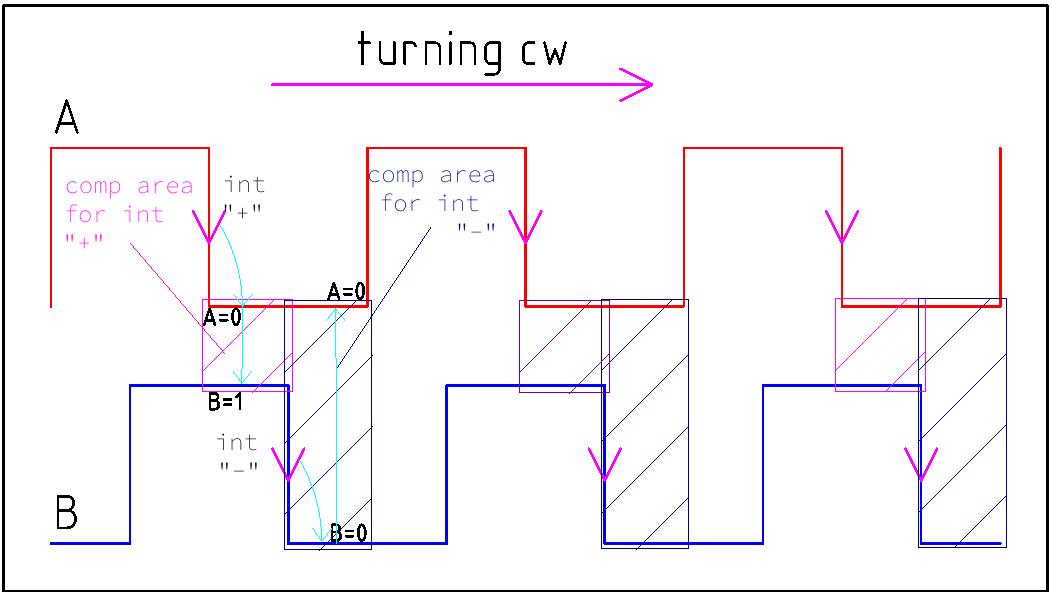 turning cw
A
comp area
for int
"+"
int
"+"
comp area
for int
"-"
A=0
A=0
B=1
int
"-"
B
B=0